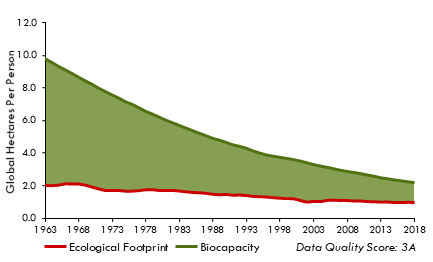 12.0
Global Hectares Per Person
10.0
8.0
6.0
4.0
2.0
0.0
1963 1968 1973 1978 1983 1988 1993 1998 2003 2008 2013 2018
Ecological Footprint Biocapacity Data Quality Score: 3A